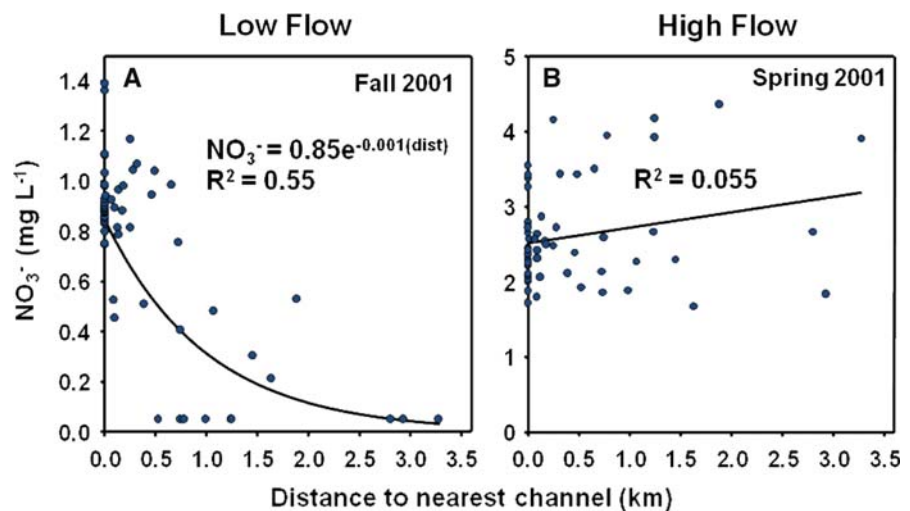 Low Flow
High Flow
A
Fall 2001
NO₃⁻ = 0.85e^-0.001(dist)
R² = 0.55
B
Spring 2001
R² = 0.055
NO₃⁻ (mg L⁻¹)
1.4
1.2
1.0
0.8
0.6
0.4
0.2
0.0
5
4
3
2
1
0
0.0 0.5 1.0 1.5 2.0 2.5 3.0 3.5
0.0 0.5 1.0 1.5 2.0 2.5 3.0 3.5
Distance to nearest channel (km)